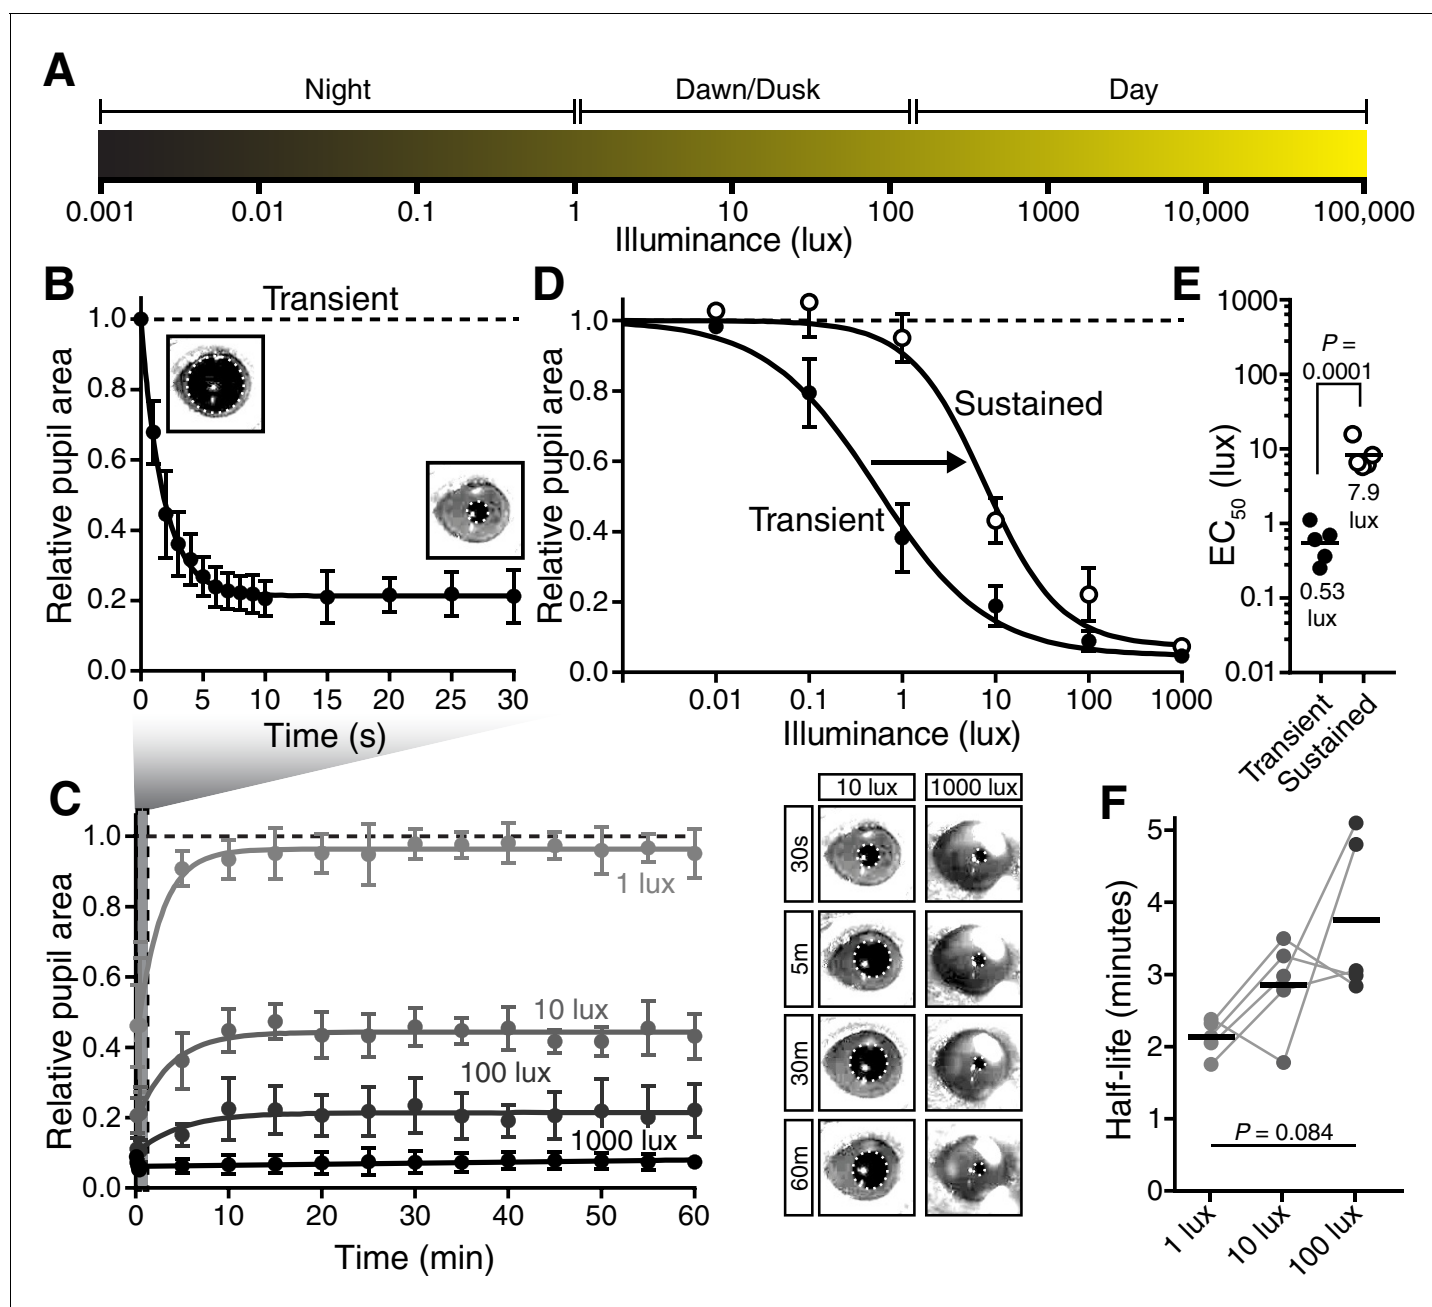 A
Night
Dawn/Dusk
Day
0.001
0.01
0.1
1
10
100
1000
10,000
100,000
Illuminance (lux)
B
Transient
Relative pupil area
1.0
0.8
0.6
0.4
0.2
0.0
0
5
10
15
20
25
30
Time (s)
D
Relative pupil area
1.0
0.8
0.6
0.4
0.2
0.0
Sustained
Transient
0.01
0.1
1
10
100
1000
Illuminance (lux)
E
EC50 (lux)
1000
100
10
1
0.1
0.01
P =
0.0001
7.9
lux
0.53
lux
Transient
Sustained
C
Relative pupil area
1.0
0.8
0.6
0.4
0.2
0.0
1 lux
10 lux
100 lux
1000 lux
0
10
20
30
40
50
60
Time (min)
10 lux
1000 lux
30s
5m
30m
60m
F
Half-life (minutes)
5
4
3
2
1
0
P = 0.084
1 lux
10 lux
100 lux